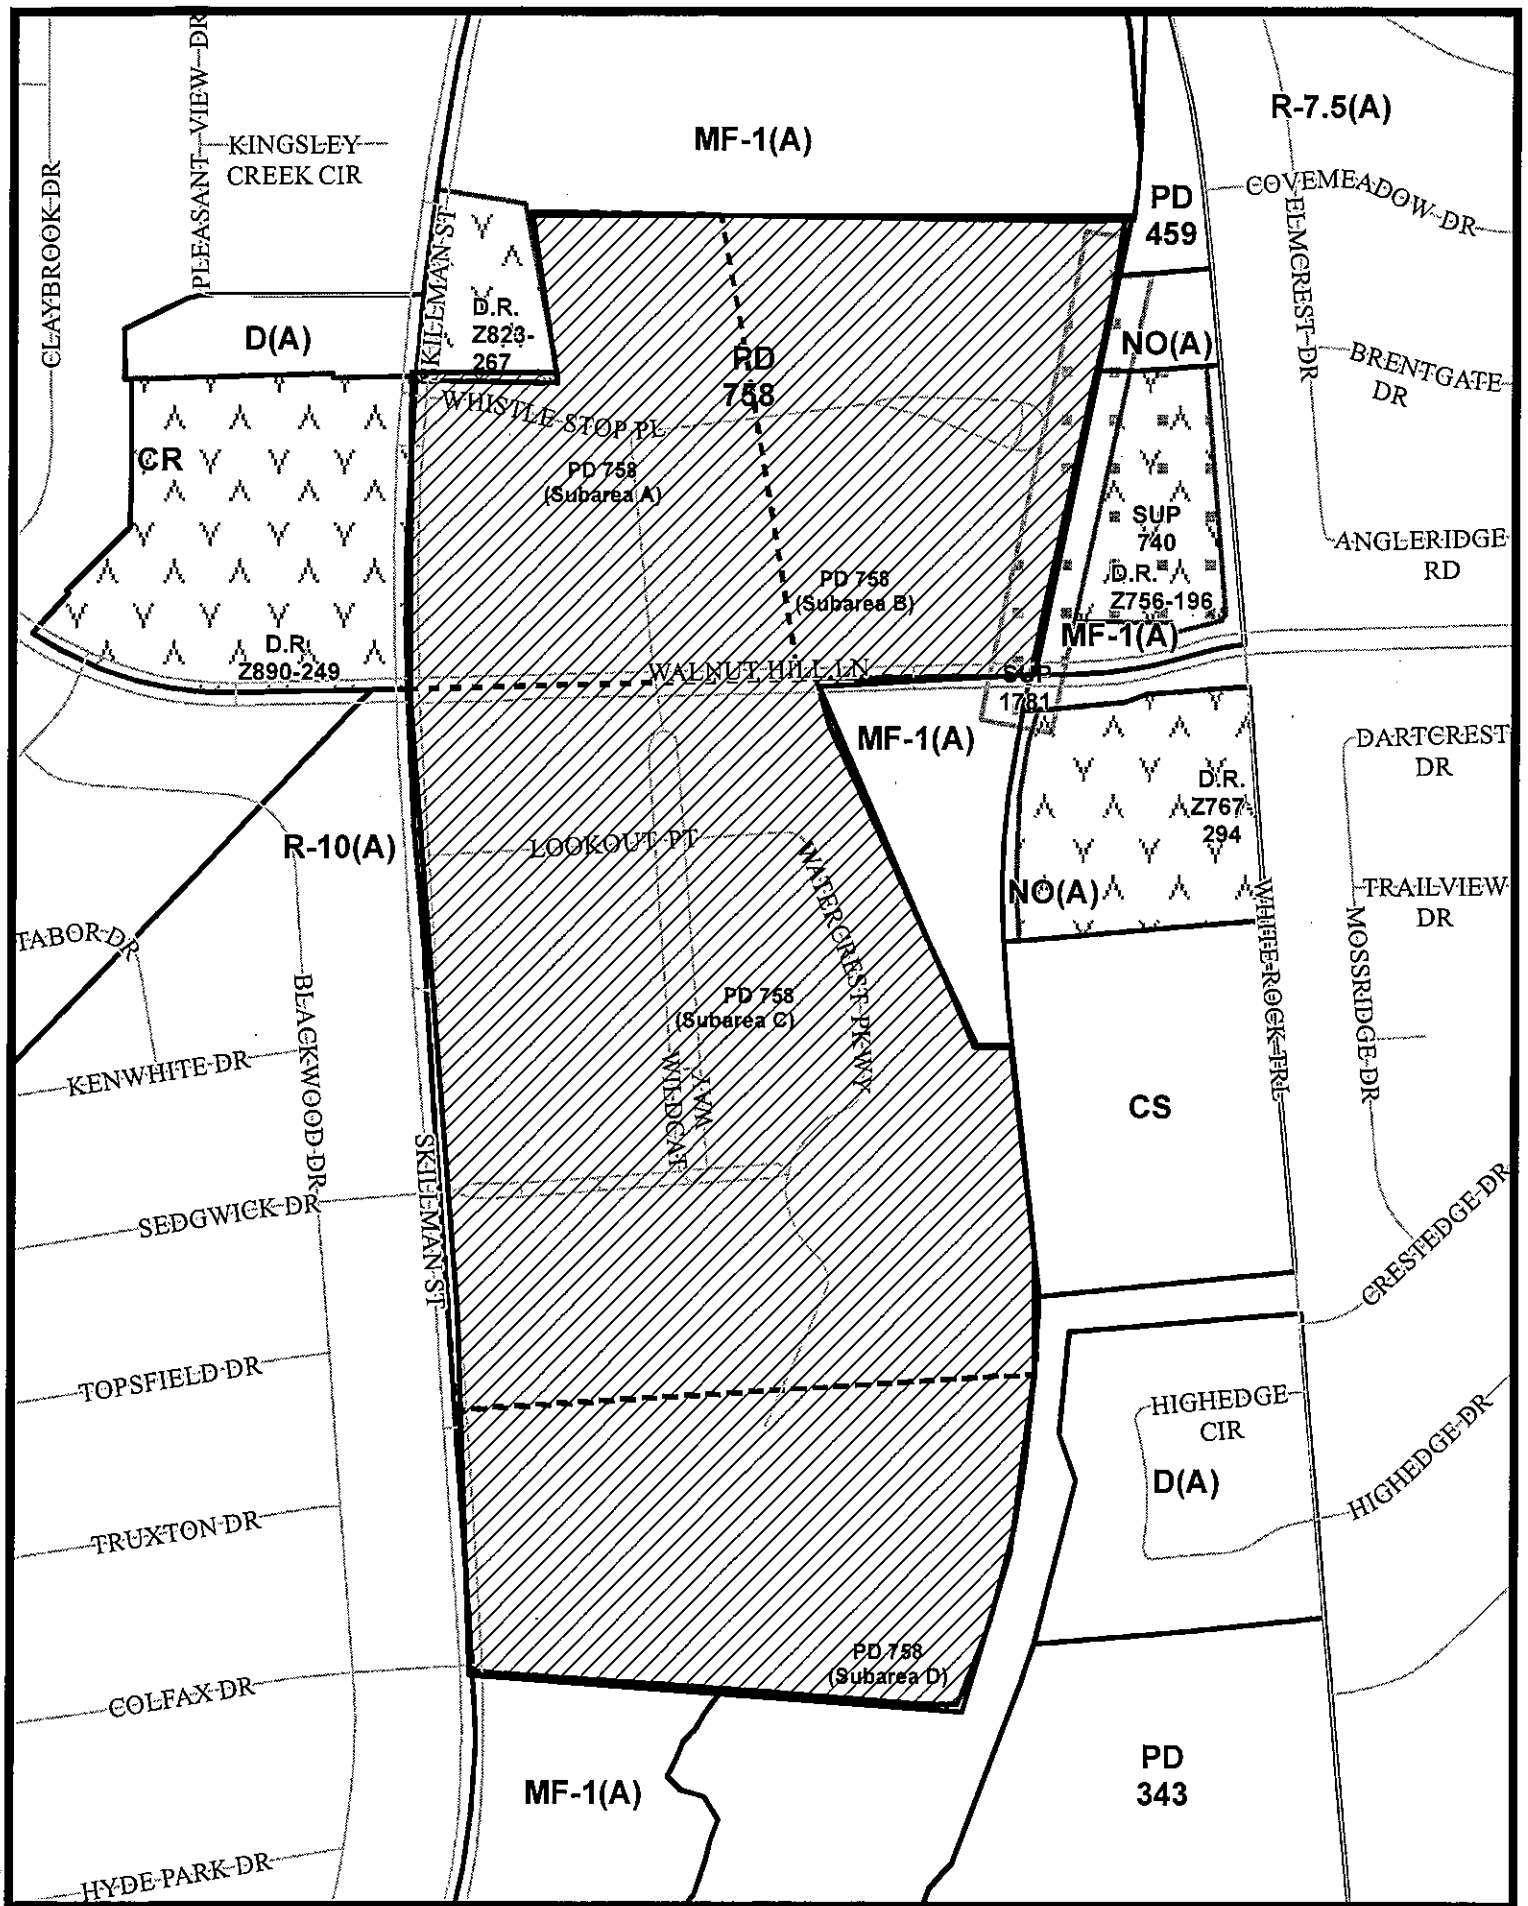 PLEASANT VIEW DR
KINGSLEY
CREEK CIR
CLAYBROOK DR
MF-1(A)
R-7.5(A)
PD
459
COVEMEADOW DR
ELMCREST DR
SKILLMAN ST
D.R.
Z823-
267
D(A)
PD
758
NO(A)
BRENTGATE
DR
WHISTLE STOP PL
CR
PD 758
(Subarea A)
SUP
740
D.R.
Z756-196
ANGLERIDGE
RD
PD 758
(Subarea B)
MF-1(A)
D.R.
Z890-249
WALNUT HILL LN
SUP
1781
MF-1(A)
DARTCREST
DR
D.R.
Z767
294
R-10(A)
LOOKOUT PT
WATERCREST PKWY
NO(A)
TRAILVIEW
DR
TABOR DR
WHITE ROCK TRL
MOSSRIDGE DR
BLACKWOOD DR
PD 758
(Subarea C)
KENWHITE DR
WILDCAT
WAY
CS
SKILLMAN ST
SEDGWICK DR
CRESTEDGE DR
TOPSFIELD DR
HIGHEDGE
CIR
D(A)
HIGHEDGE DR
TRUXTON DR
PD 758
(Subarea D)
COLFAX DR
MF-1(A)
PD
343
HYDE PARK DR